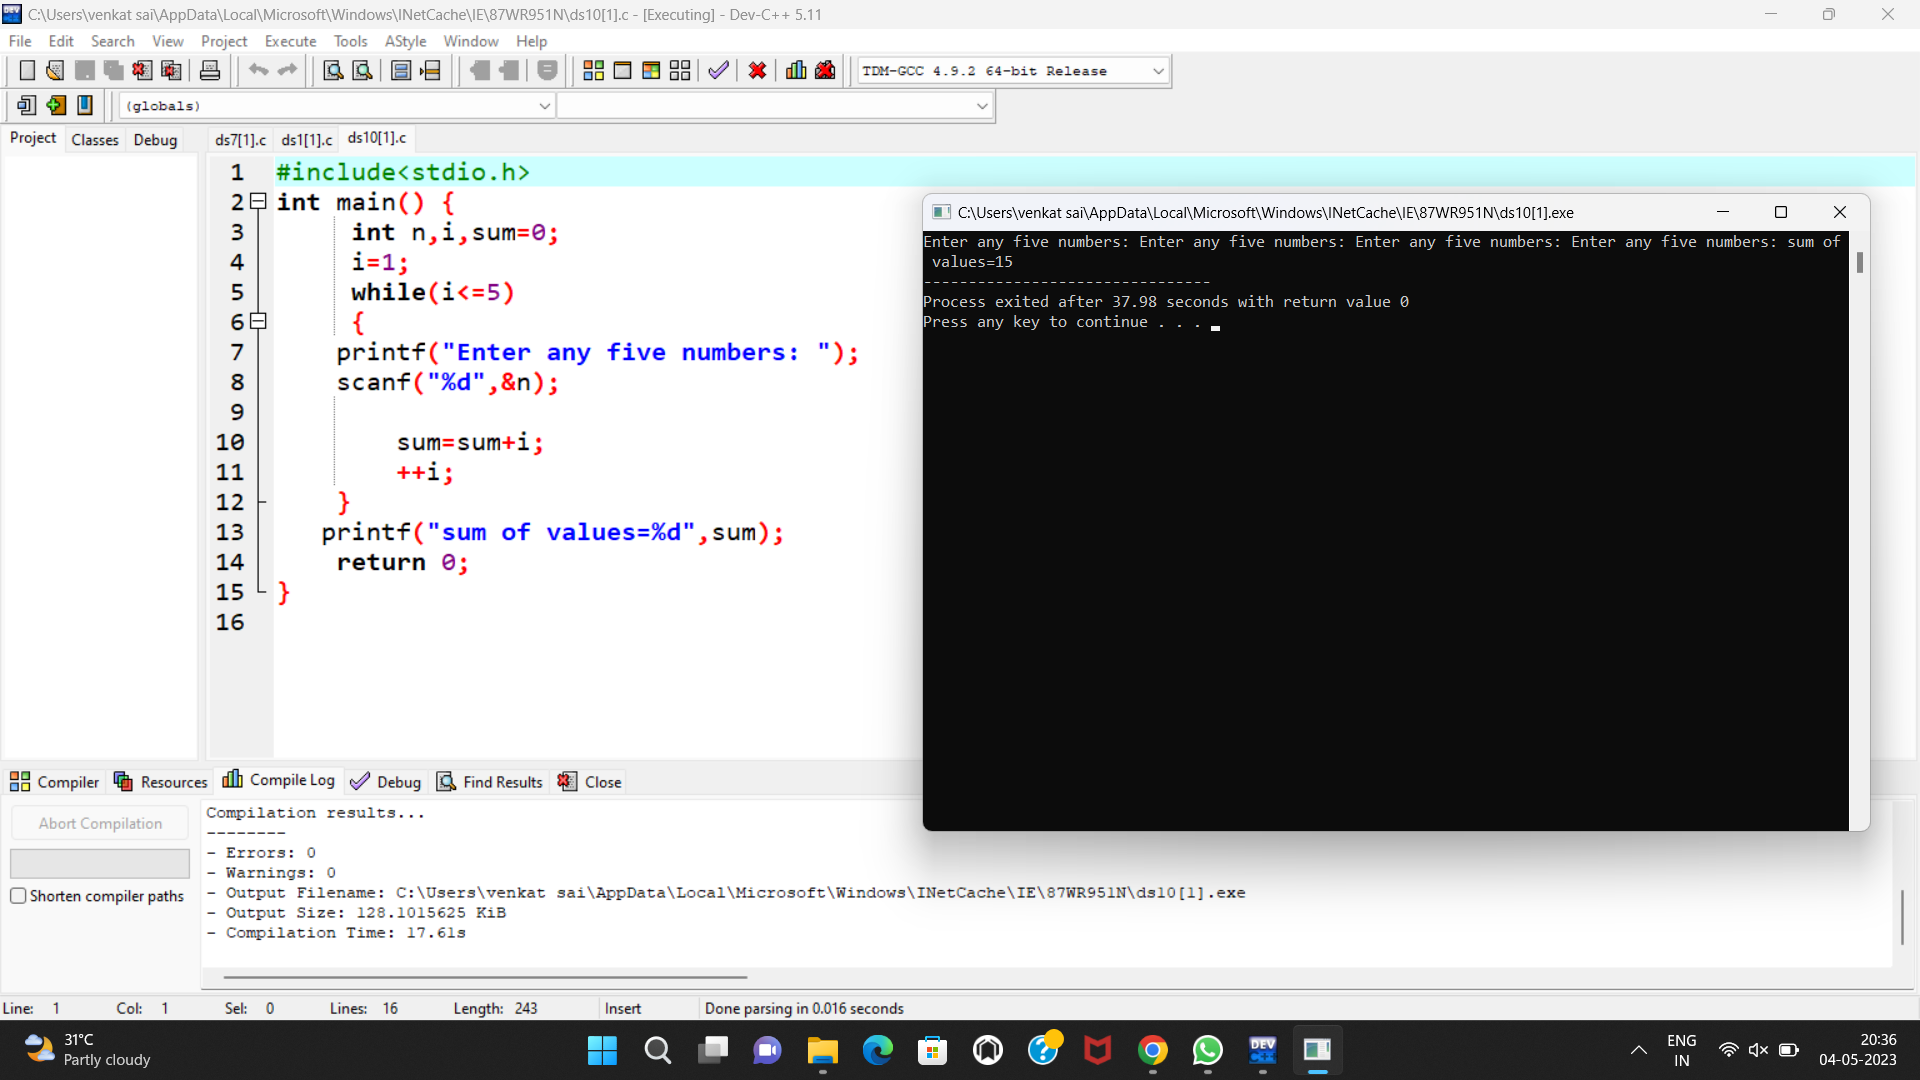 C:\Users\venkat sai\AppData\Local\Microsoft\Windows\INetCache\IE\87WR951N\ds10[1].c - [Executing] - Dev-C++ 5.11
File Edit Search View Project Execute Tools AStyle Window Help
TDM-GCC 4.9.2 64-bit Release
(globals)
Project Classes Debug ds7[1].c ds1[1].c ds10[1].c
1 #include<stdio.h>
2 int main() {
3 int n,i,sum=0;
4 i=1;
5 while(i<=5)
6 {
7 printf("Enter any five numbers: ");
8 scanf("%d",&n);
9
10 sum=sum+i;
11 ++i;
12 }
13 printf("sum of values=%d",sum);
14 return 0;
15 }
16
C:\Users\venkat sai\AppData\Local\Microsoft\Windows\INetCache\IE\87WR951N\ds10[1].exe
Enter any five numbers: Enter any five numbers: Enter any five numbers: Enter any five numbers: sum of
values=15
--------------------------------
Process exited after 37.98 seconds with return value 0
Press any key to continue . . .
Compiler Resources Compile Log Debug Find Results Close
Abort Compilation
Shorten compiler paths
Compilation results...
--------
- Errors: 0
- Warnings: 0
- Output Filename: C:\Users\venkat sai\AppData\Local\Microsoft\Windows\INetCache\IE\87WR951N\ds10[1].exe
- Output Size: 128.1015625 KiB
- Compilation Time: 17.61s
Line: 1 Col: 1 Sel: 0 Lines: 16 Length: 243 Insert Done parsing in 0.016 seconds
31°C
Partly cloudy
DEV
C++
ENG
IN
20:36
04-05-2023